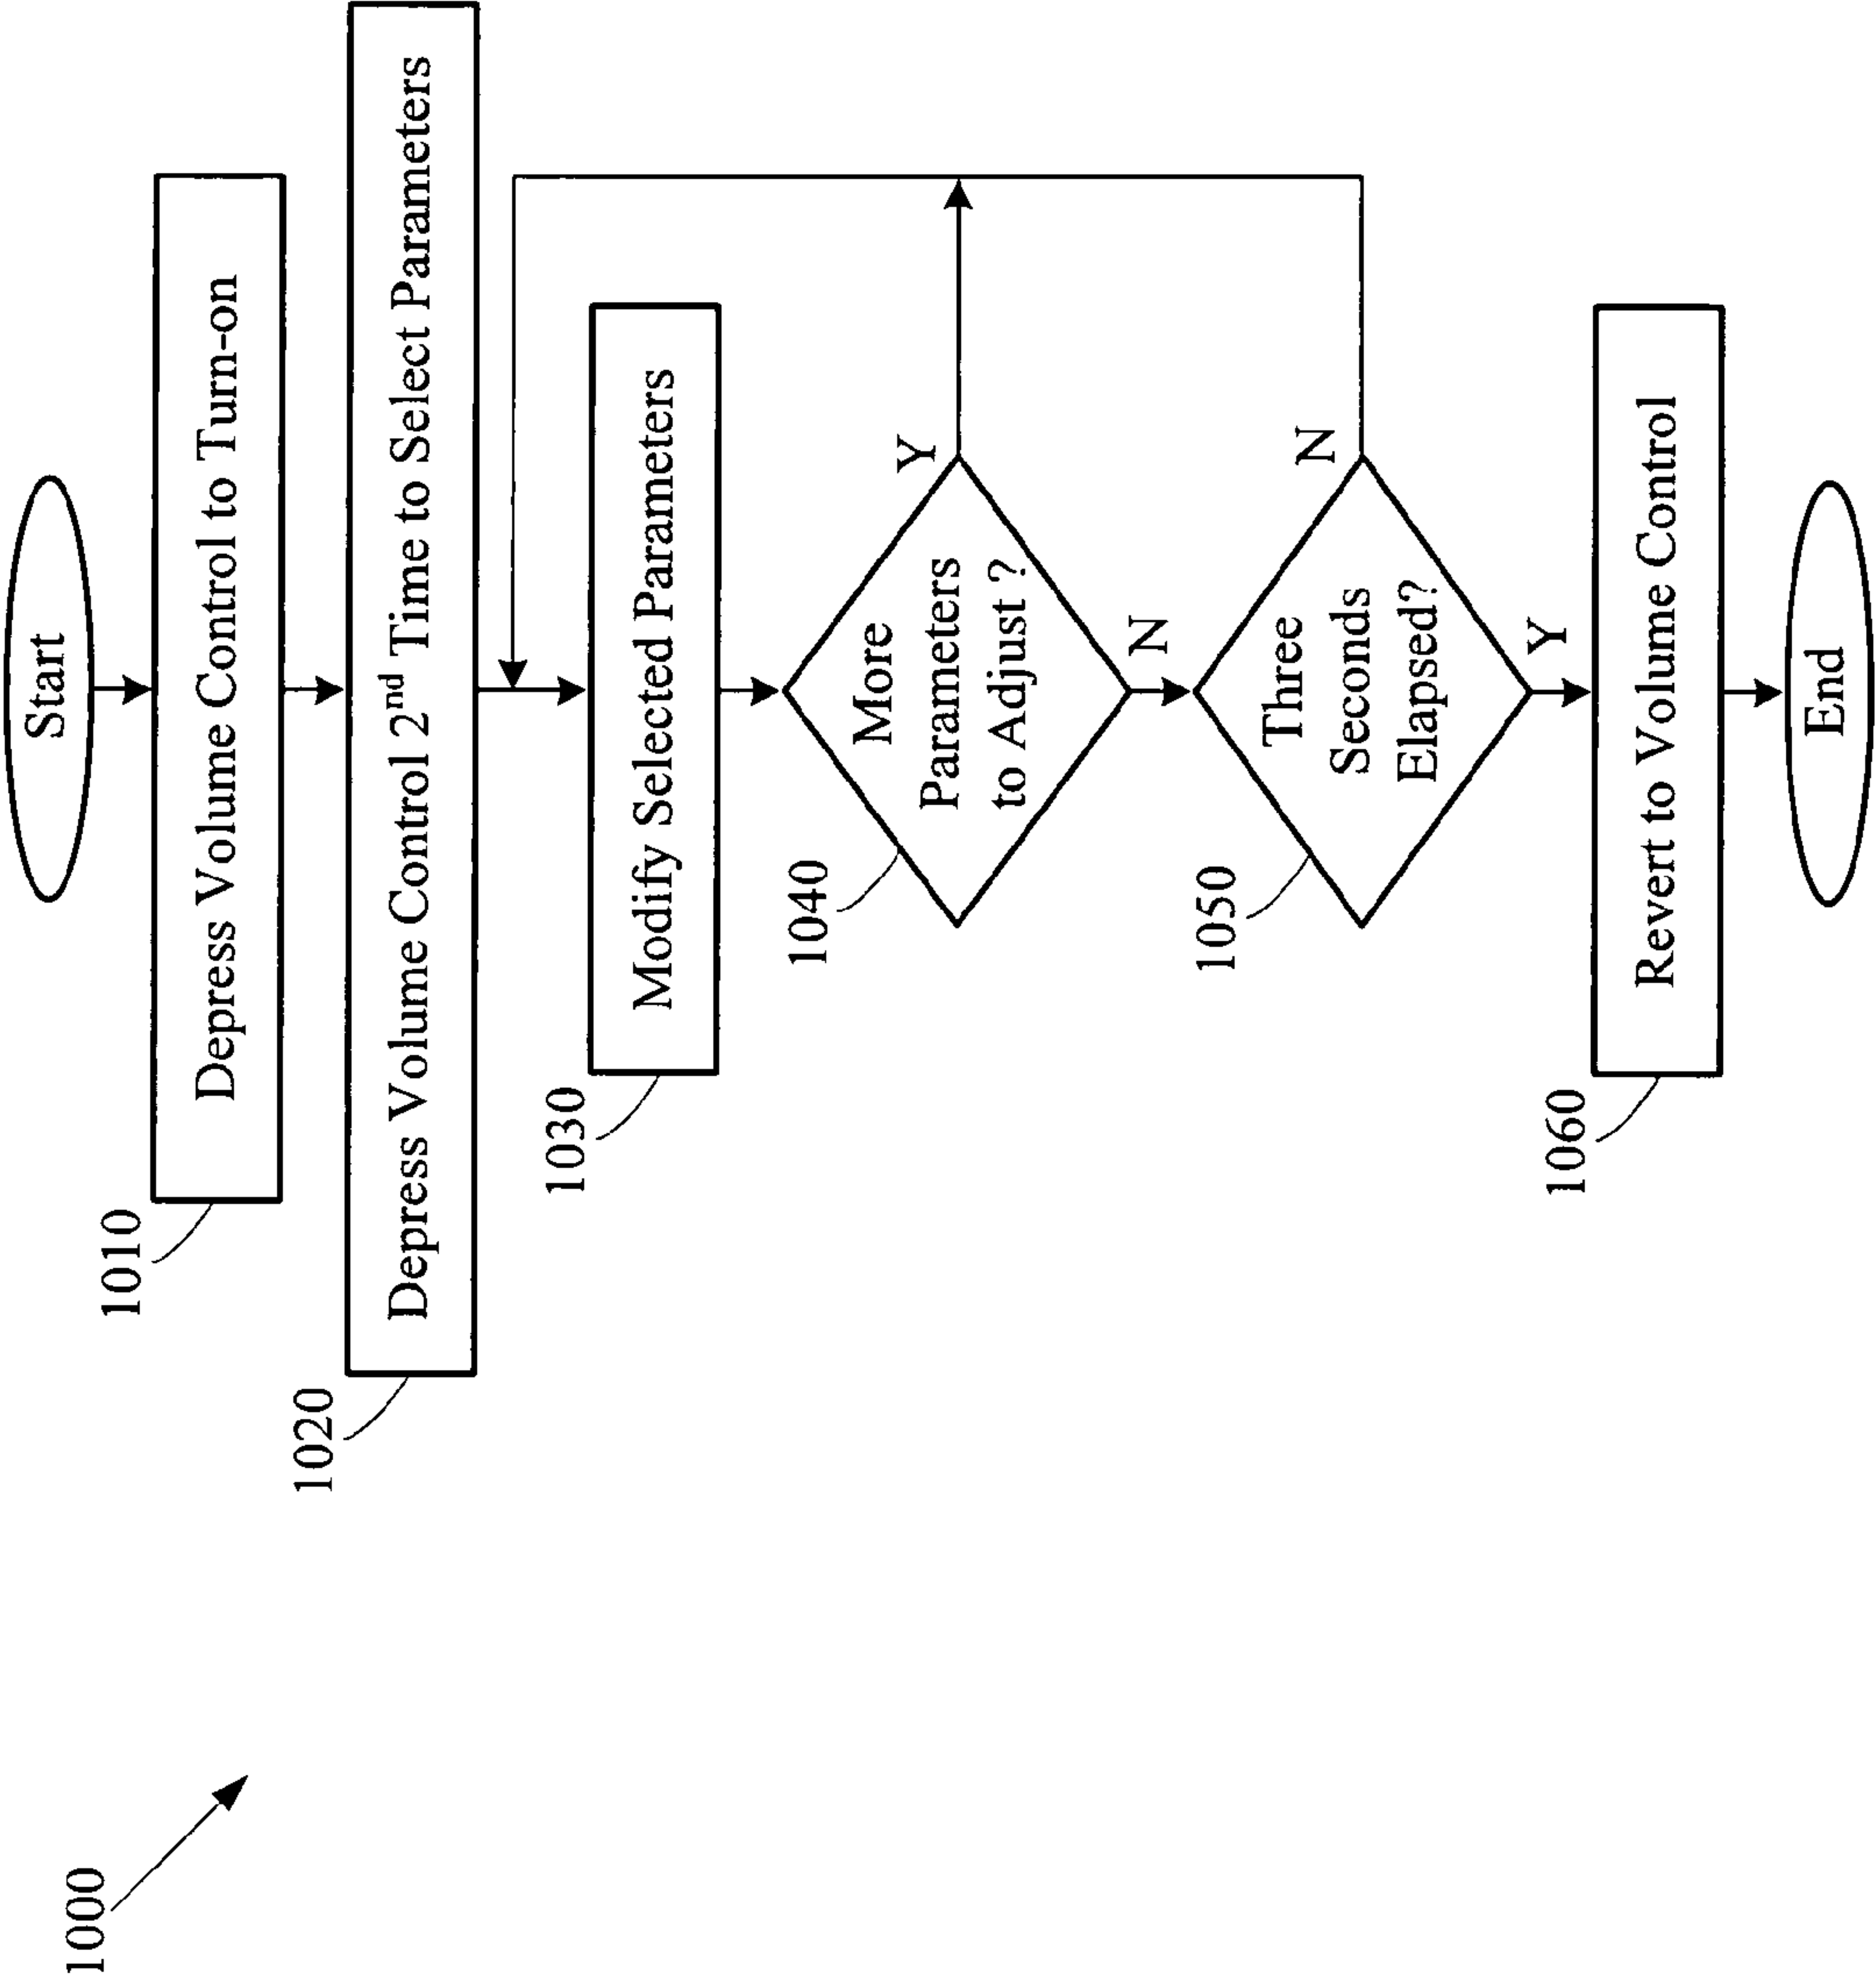 1000
Start
1010
Depress Volume Control to Turn-on
1020
Depress Volume Control 2nd Time to Select Parameters
1030
Modify Selected Parameters
1040
More
Parameters
to Adjust ?
Y
N
1050
Three
Seconds
Elapsed?
N
Y
1060
Revert to Volume Control
End